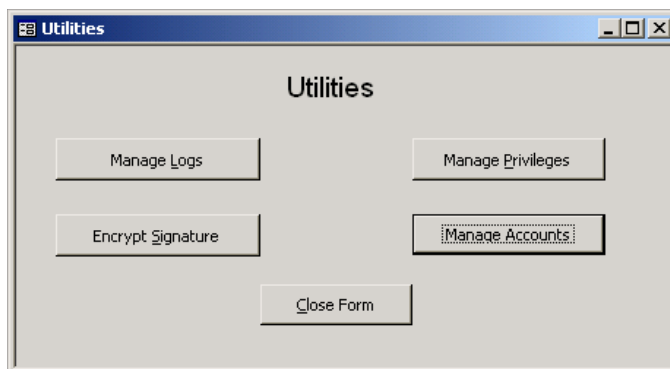 Utilities
Utilities
Manage Logs
Manage Privileges
Encrypt Signature
Manage Accounts
Close Form